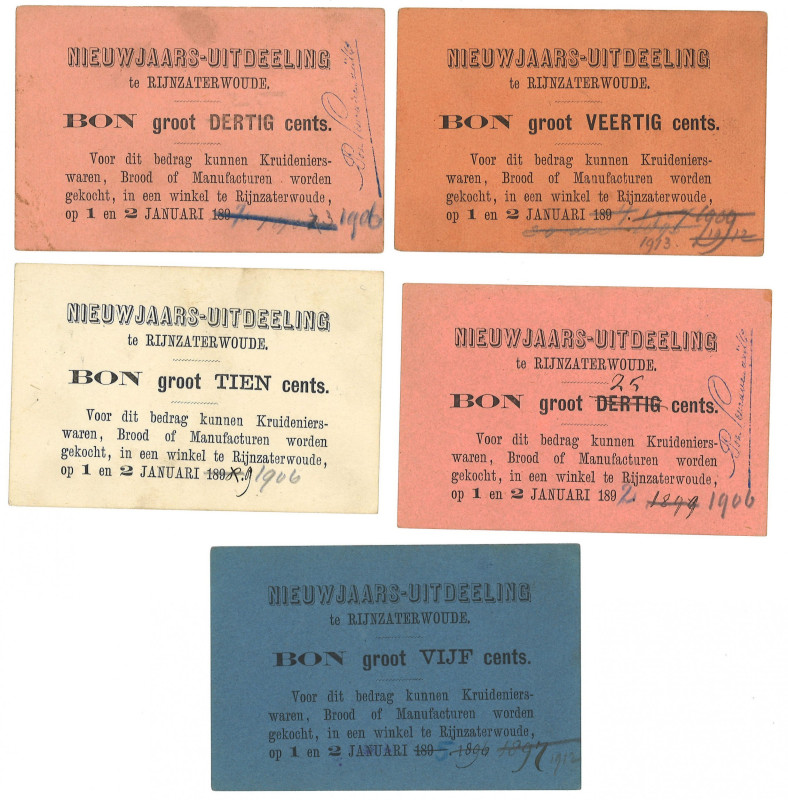 NIEUWJAARS-UITDEELING
te RIJNZATERWOUDE.
BON groot DERTIG cents.
Voor dit bedrag kunnen Kruideniers-
waren, Brood of Manufacturen worden
gekocht, in een winkel te Rijnzaterwoude,
op 1 en 2 JANUARI 189 1906
NIEUWJAARS-UITDEELING
te RIJNZATERWOUDE.
BON groot VEERTIG cents.
Voor dit bedrag kunnen Kruideniers-
waren, Brood of Manufacturen worden
gekocht, in een winkel te Rijnzaterwoude,
op 1 en 2 JANUARI 189 1909
1913. 1912
NIEUWJAARS-UITDEELING
te RIJNZATERWOUDE.
BON groot TIEN cents.
Voor dit bedrag kunnen Kruideniers-
waren, Brood of Manufacturen worden
gekocht, in een winkel te Rijnzaterwoude,
op 1 en 2 JANUARI 189 9 1906
NIEUWJAARS-UITDEELING
te RIJNZATERWOUDE.
25
BON groot DERTIG cents.
Voor dit bedrag kunnen Kruideniers-
waren, Brood of Manufacturen worden
gekocht, in een winkel te Rijnzaterwoude,
op 1 en 2 JANUARI 1892. 1899 1906
NIEUWJAARS-UITDEELING
te RIJNZATERWOUDE.
BON groot VIJF cents.
Voor dit bedrag kunnen Kruideniers-
waren, Brood of Manufacturen worden
gekocht, in een winkel te Rijnzaterwoude,
op 1 en 2 JANUARI 1895. 1896 1897 1912